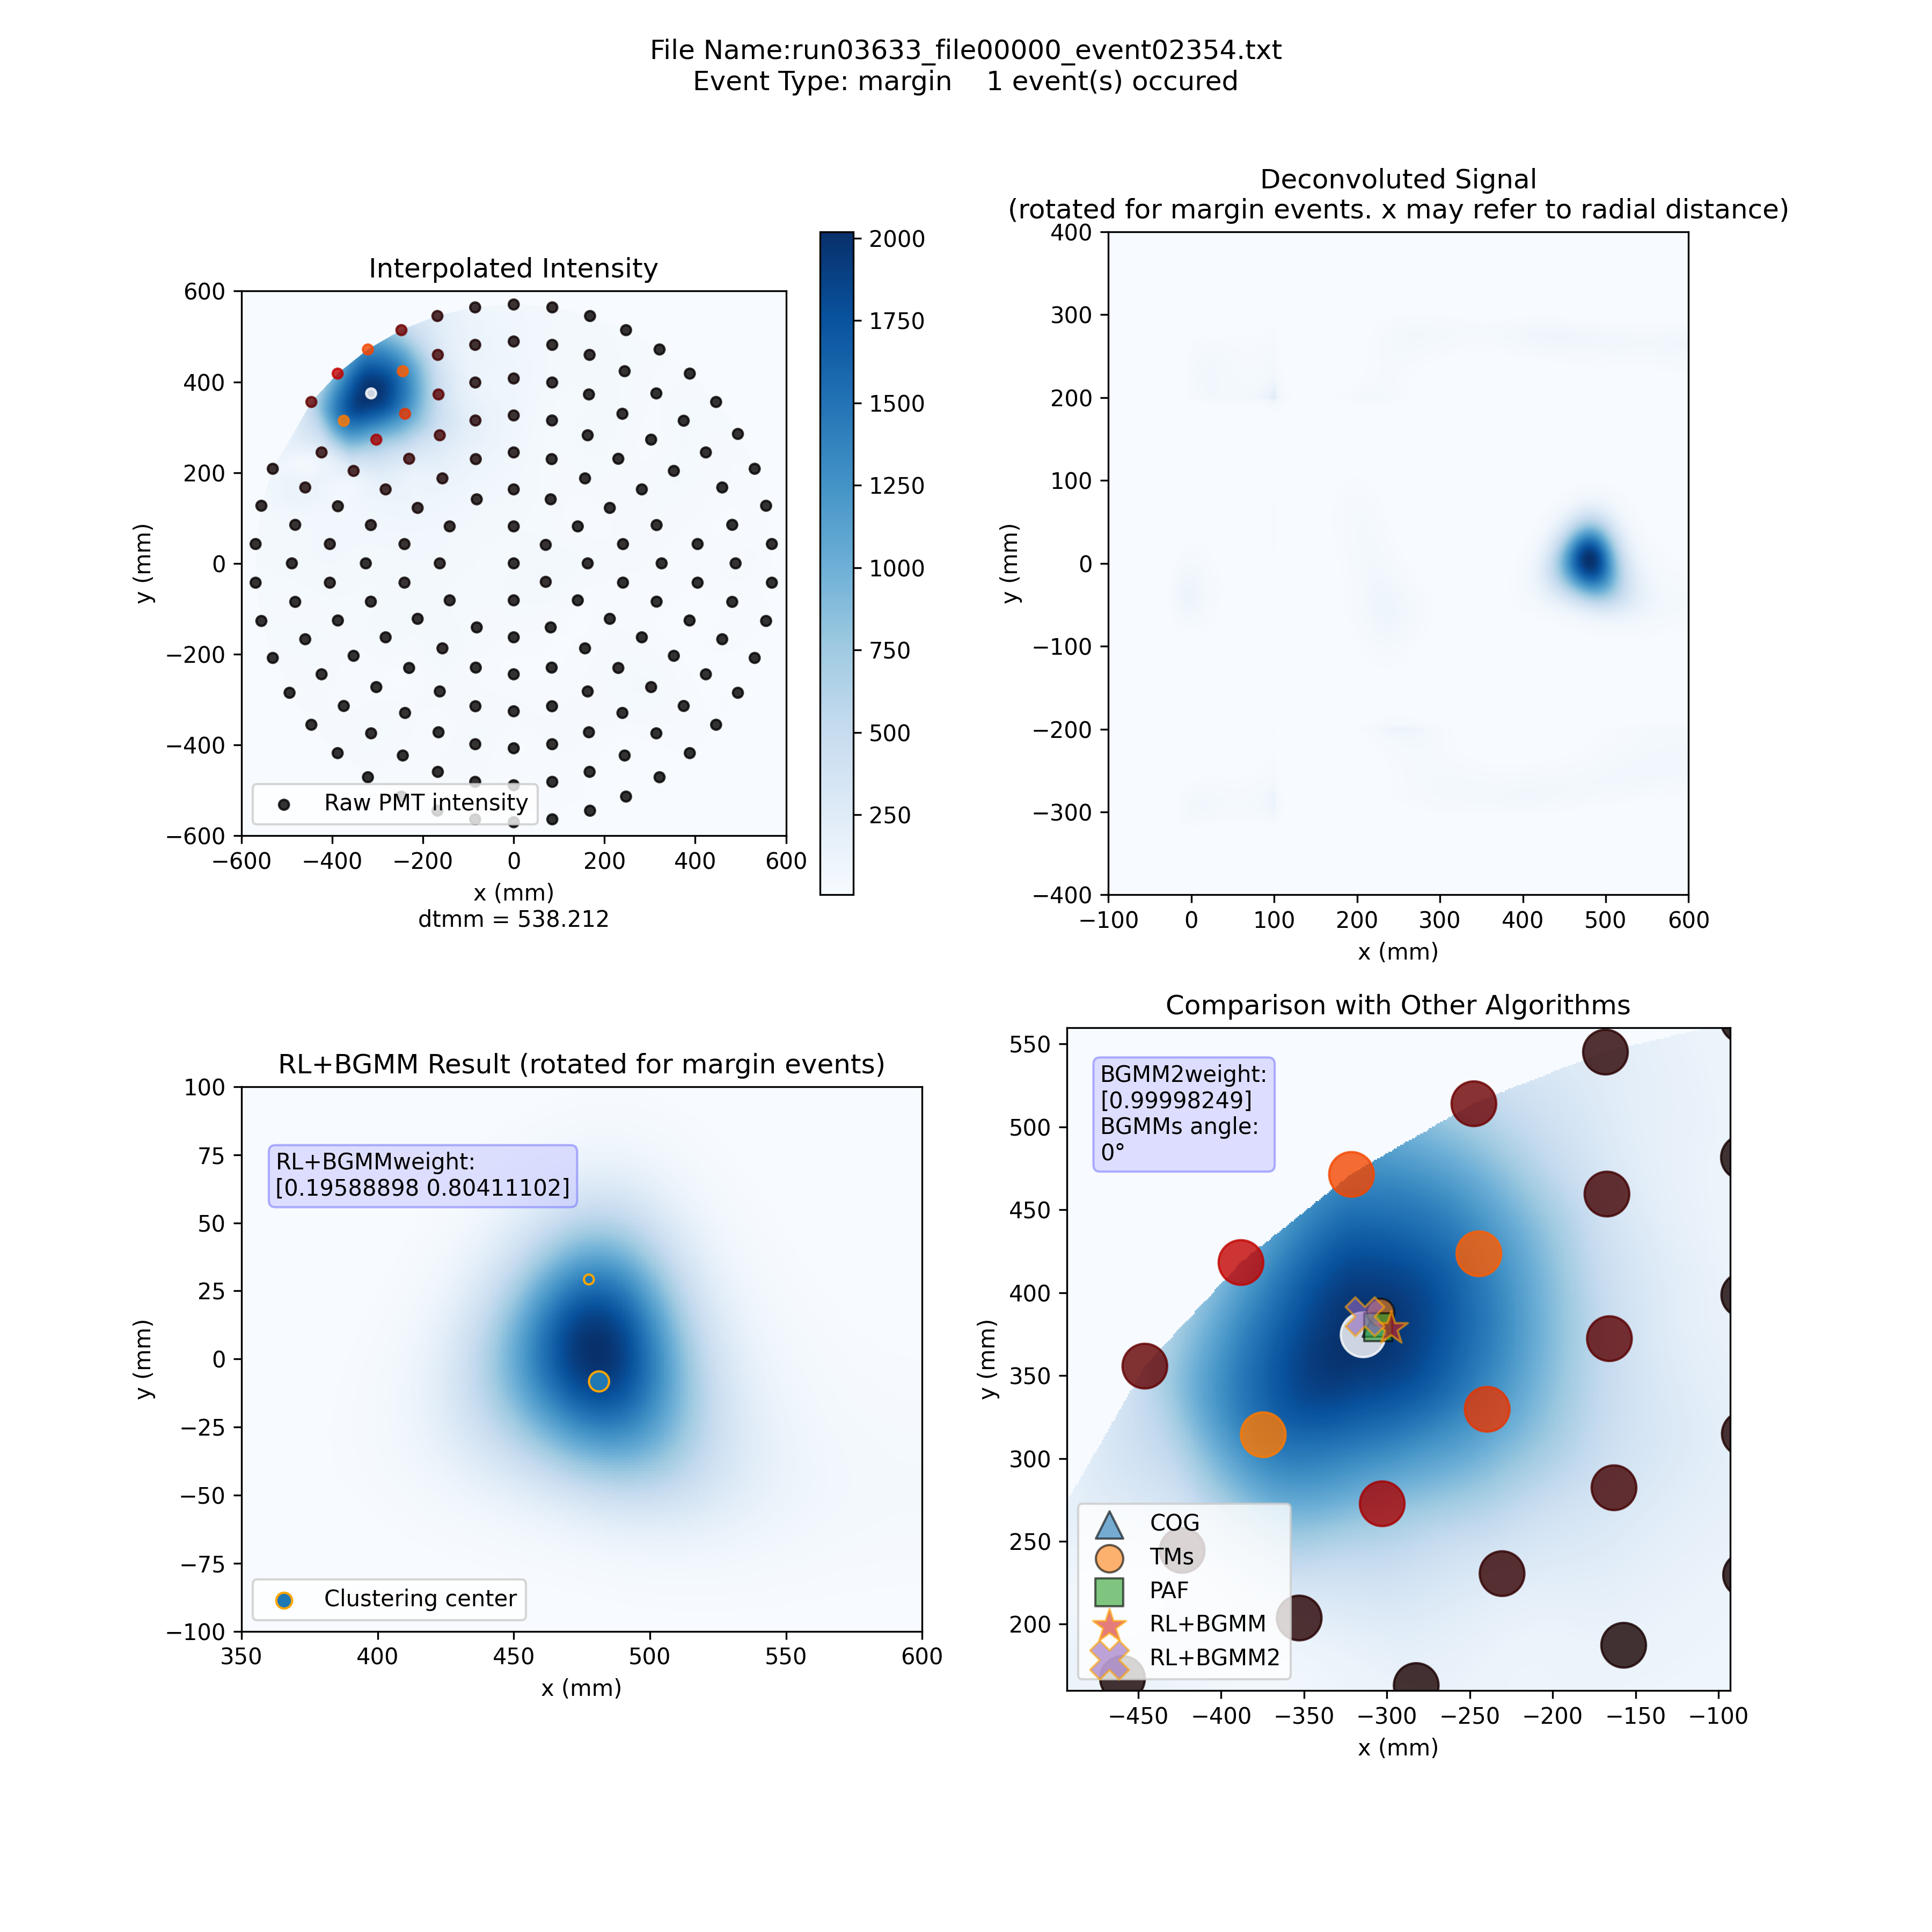 File Name:run03633_file00000_event02354.txt
Event Type: margin    1 event(s) occured
Interpolated Intensity
600
400
200
0
−200
−400
−600
y (mm)
−600 −400 −200 0 200 400 600
x (mm)
dtmm = 538.212
Raw PMT intensity
2000
1750
1500
1250
1000
750
500
250
Deconvoluted Signal
(rotated for margin events. x may refer to radial distance)
400
300
200
100
0
−100
−200
−300
−400
y (mm)
−100 0 100 200 300 400 500 600
x (mm)
RL+BGMM Result (rotated for margin events)
100
75
50
25
0
−25
−50
−75
−100
y (mm)
RL+BGMMweight:
[0.19588898 0.80411102]
Clustering center
350 400 450 500 550 600
x (mm)
Comparison with Other Algorithms
550
500
450
400
350
300
250
200
y (mm)
BGMM2weight:
[0.99998249]
BGMMs angle:
0°
COG
TMs
PAF
RL+BGMM
RL+BGMM2
−450 −400 −350 −300 −250 −200 −150 −100
x (mm)